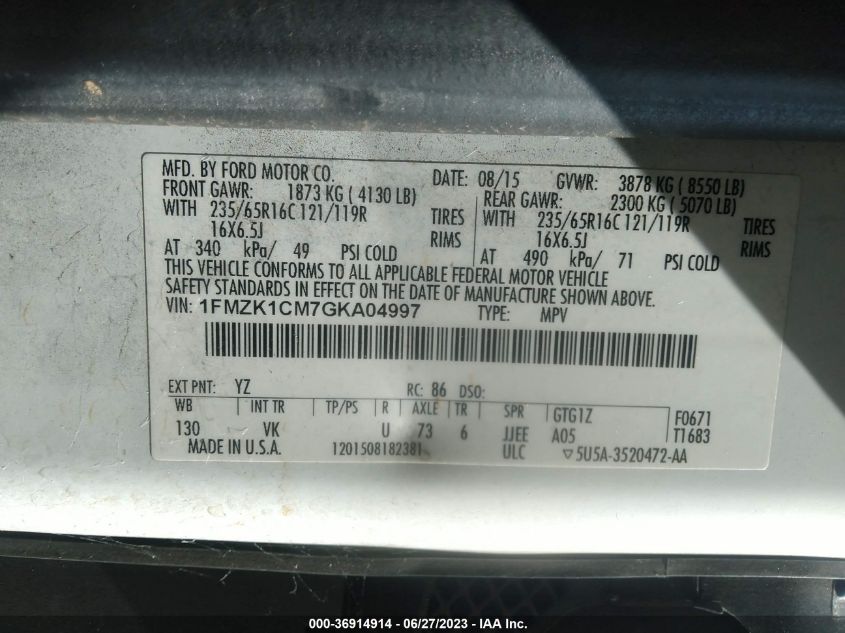 MFD. BY FORD MOTOR CO. DATE: 08/15 GVWR: 3878 KG ( 8550 LB)
FRONT GAWR: 1873 KG ( 4130 LB) REAR GAWR: 2300 KG ( 5070 LB)
WITH 235/65R16C 121/119R TIRES WITH 235/65R16C 121/119R TIRES
16X6.5J RIMS 16X6.5J RIMS
AT 340 kPa/ 49 PSI COLD AT 490 kPa/ 71 PSI COLD
THIS VEHICLE CONFORMS TO ALL APPLICABLE FEDERAL MOTOR VEHICLE
SAFETY STANDARDS IN EFFECT ON THE DATE OF MANUFACTURE SHOWN ABOVE.
VIN: 1FMZK1CM7GKA04997 TYPE: MPV
EXT PNT: YZ RC: 86 DSO:
WB INT TR TP/PS R AXLE TR SPR GTG1Z F0671
130 VK U 73 6 JJEE A05 T1683
MADE IN U.S.A. 1201508182381 ULC ▽5U5A-3520472-AA
000-36914914 - 06/27/2023 - © IAA, Inc.